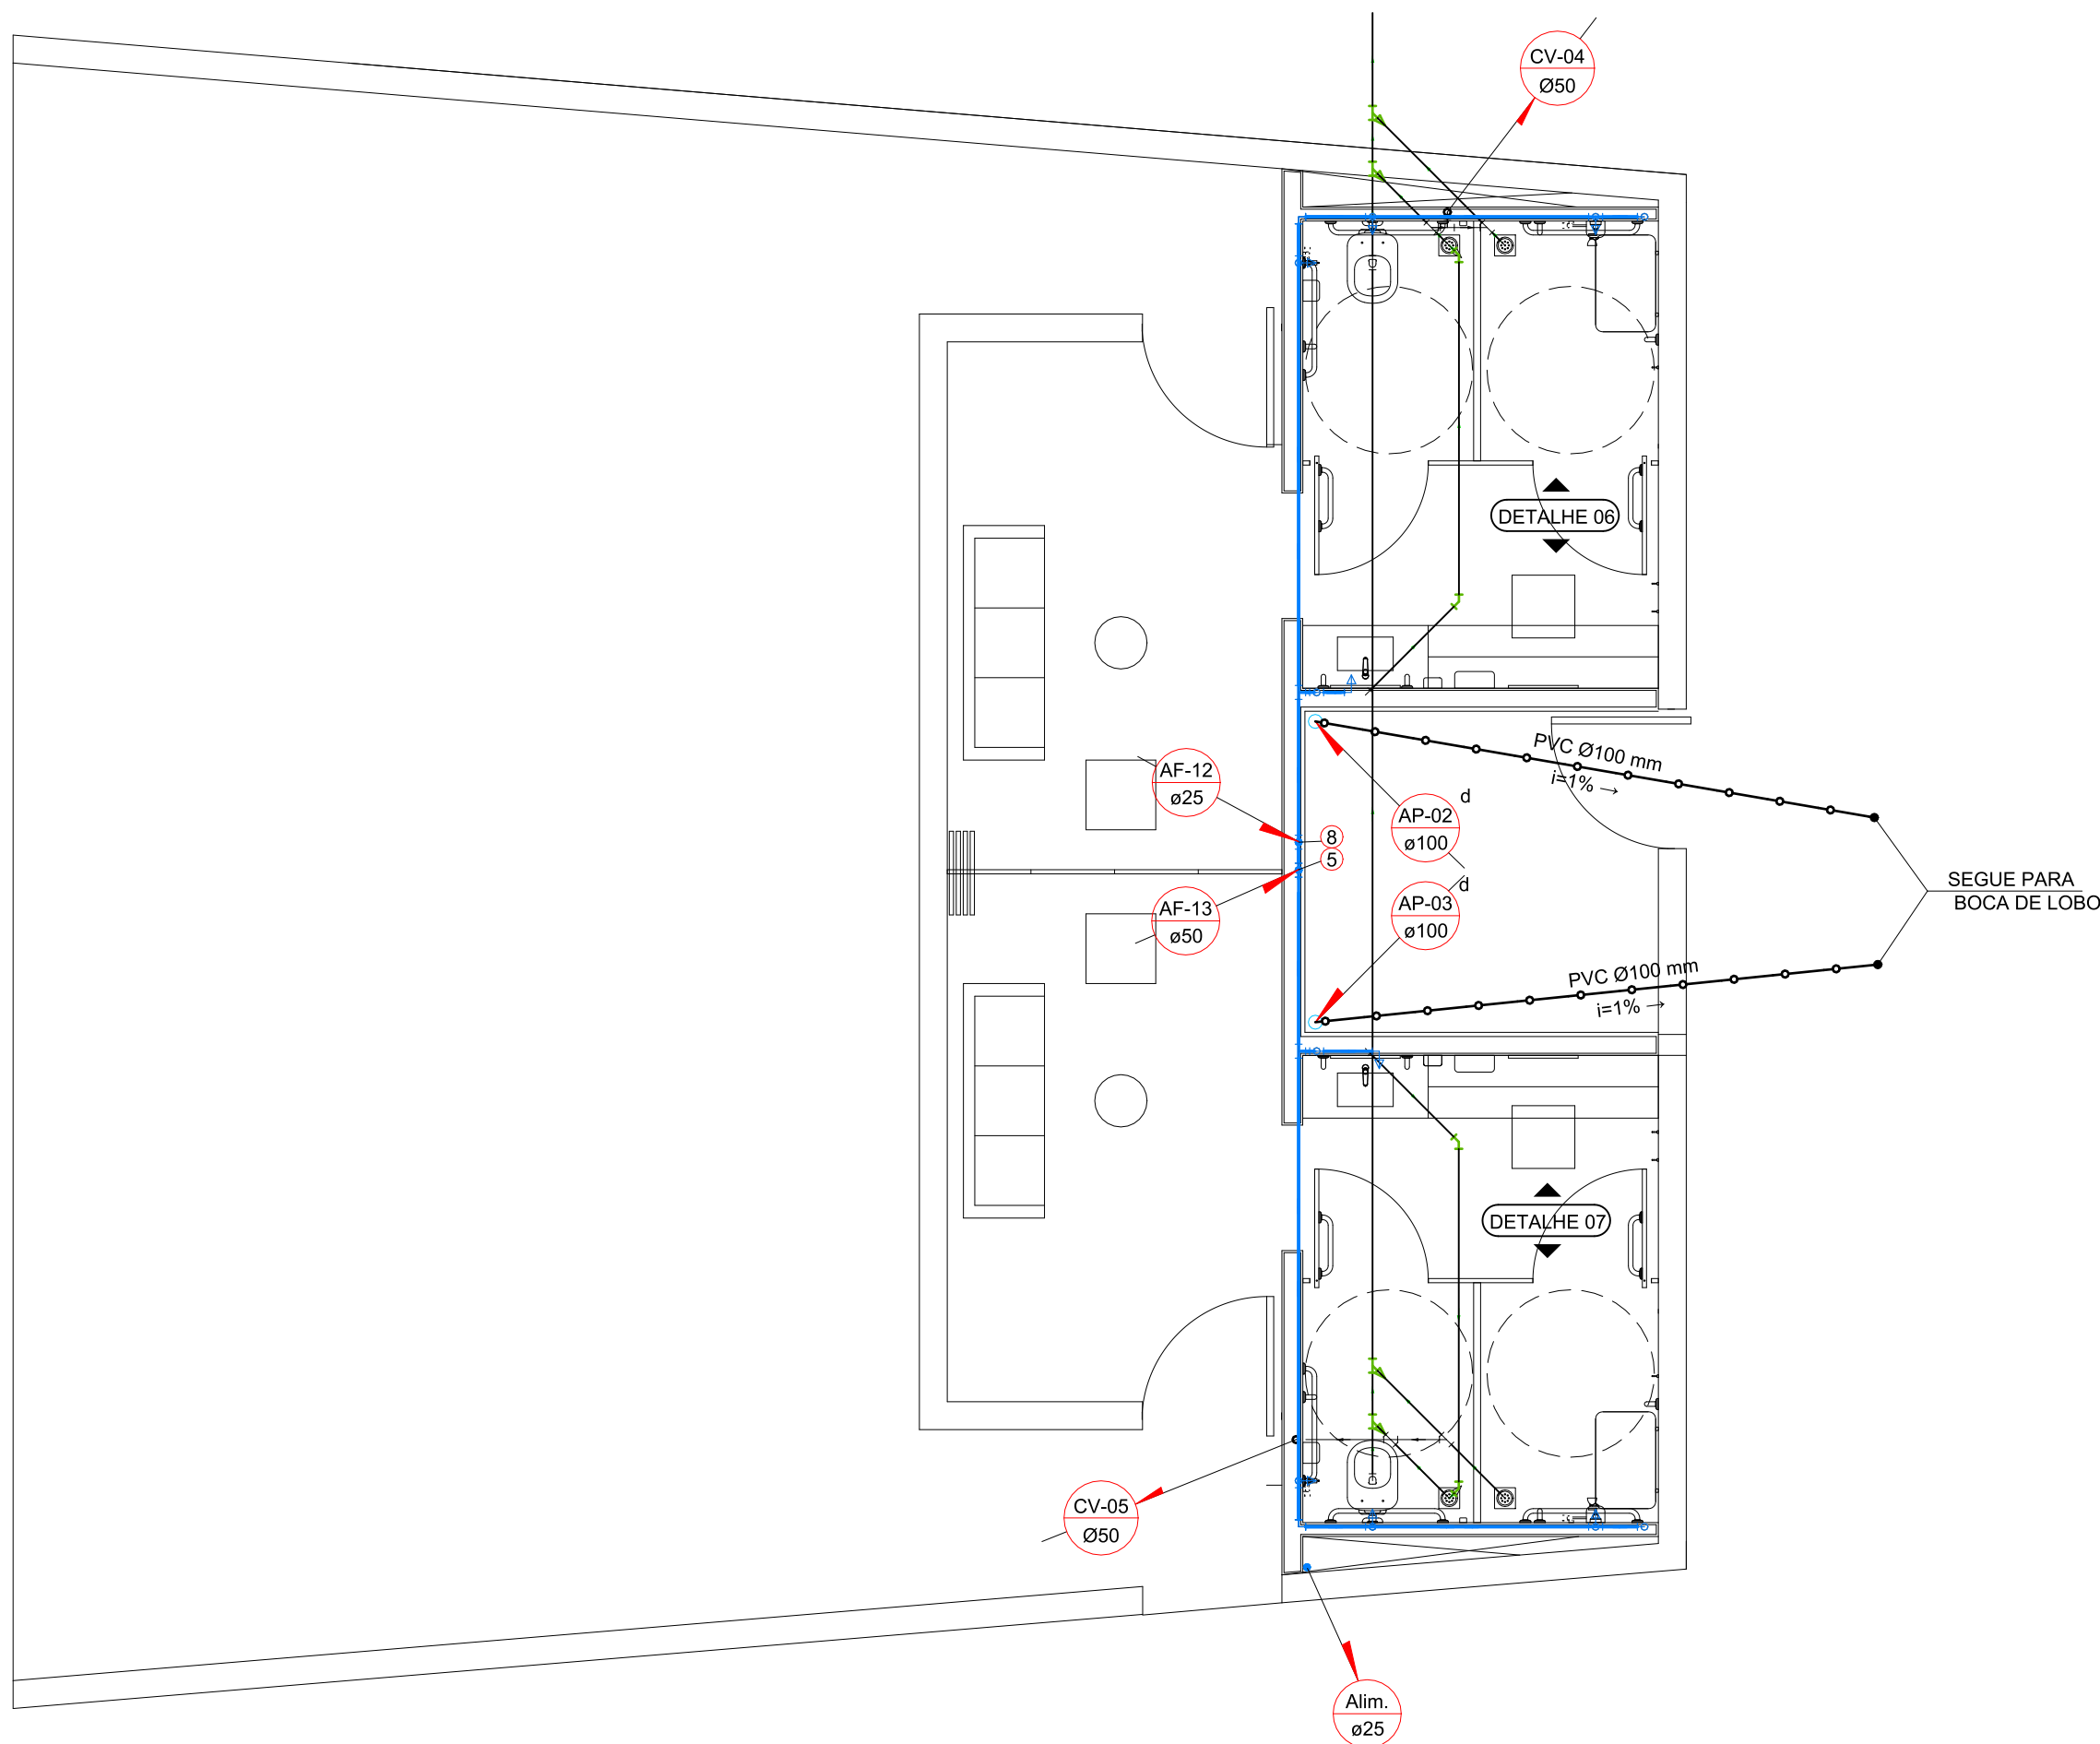 CV-04
Ø50
DETALHE 06
PVC Ø100 mm
i=1% →
AF-12
ø25
8
5
d
AP-02
ø100
d
AP-03
ø100
AF-13
ø50
SEGUE PARA
BOCA DE LOBO
PVC Ø100 mm
i=1% →
DETALHE 07
CV-05
Ø50
Alim.
ø25